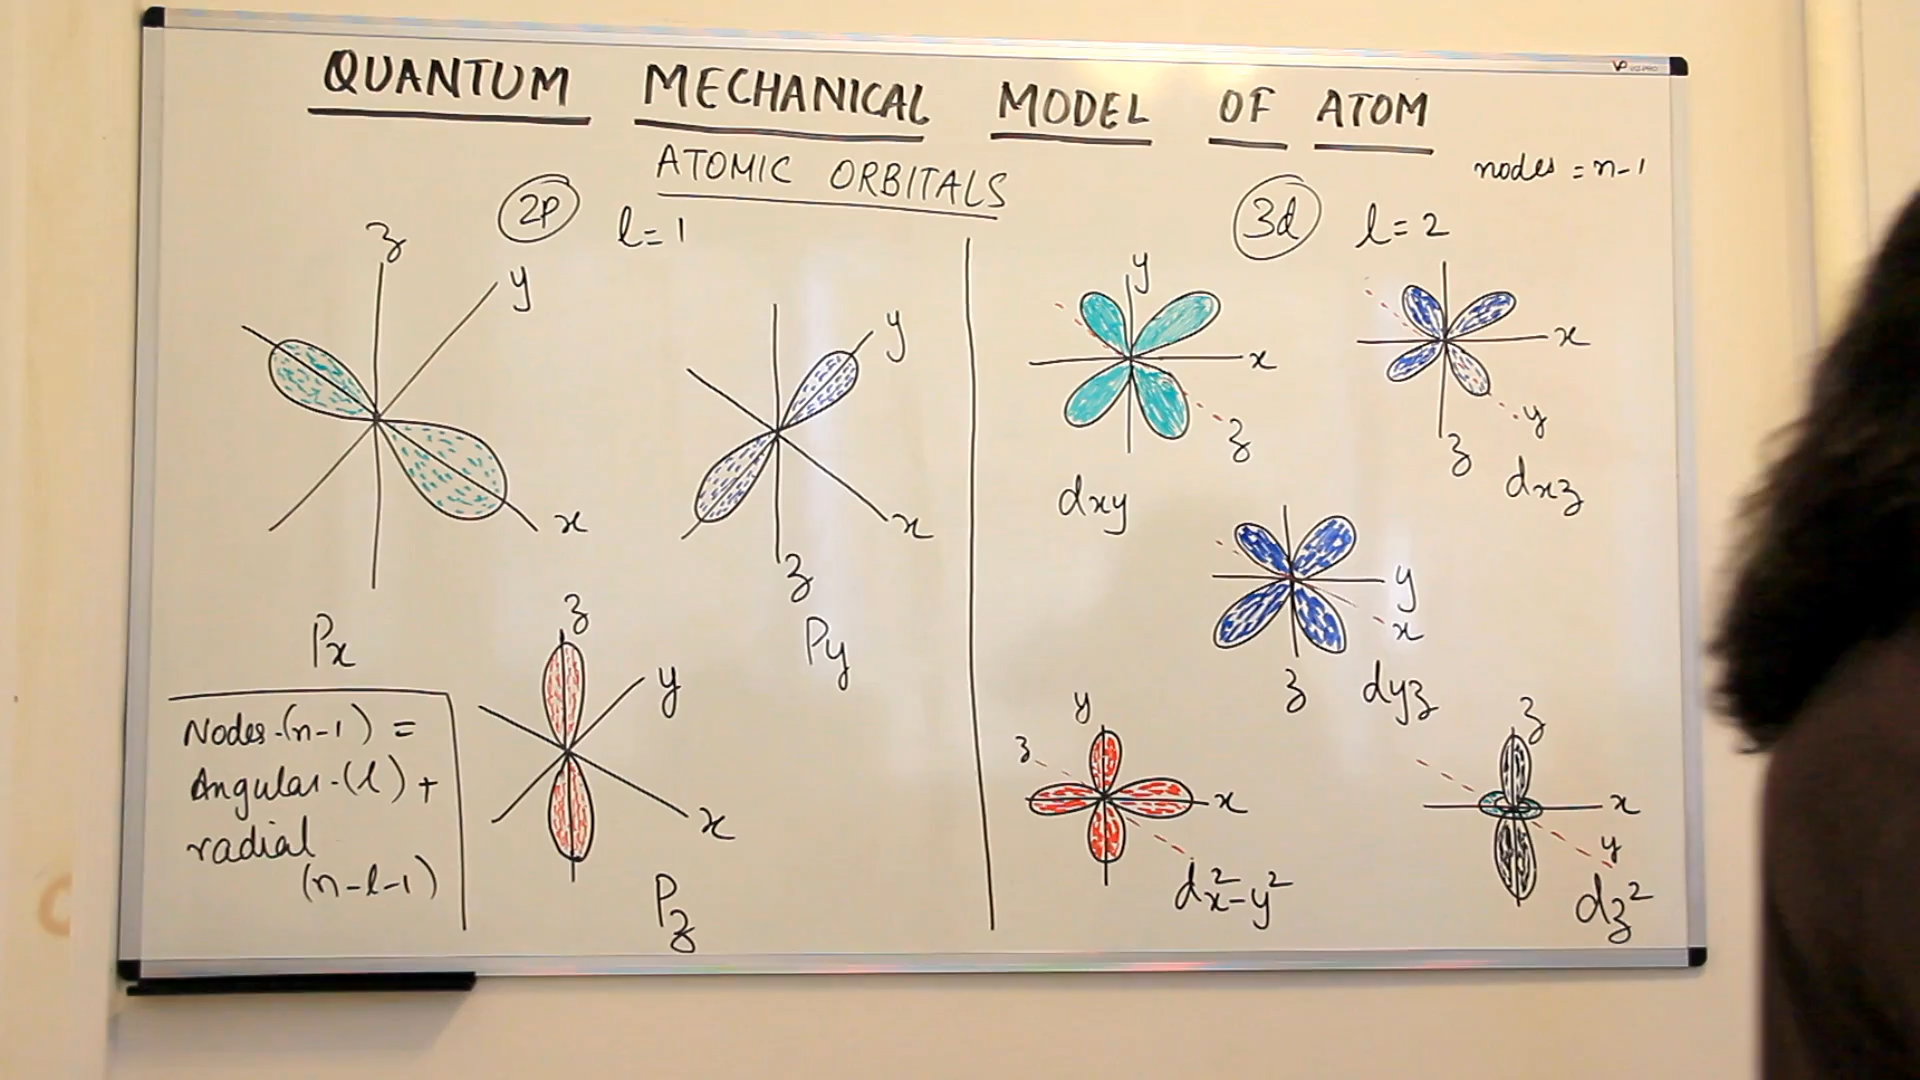 QUANTUM MECHANICAL MODEL OF ATOM
ATOMIC ORBITALS
nodes = n-1
2p l=1
z
y
x
Px
y
x
z
Py
z
y
x
Pz
Nodes-(n-1) =
Angular-(l) +
radial
(n-l-1)
3d l=2
y
x
z
dxy
x
y
z
dxz
y
x
z
dyz
y
z
x
dx²-y²
z
x
y
dz²